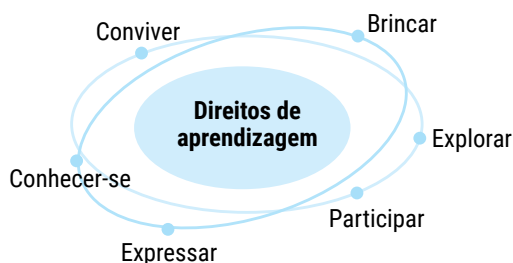 Conviver
Brincar
Direitos de
aprendizagem
Explorar
Conhecer-se
Participar
Expressar